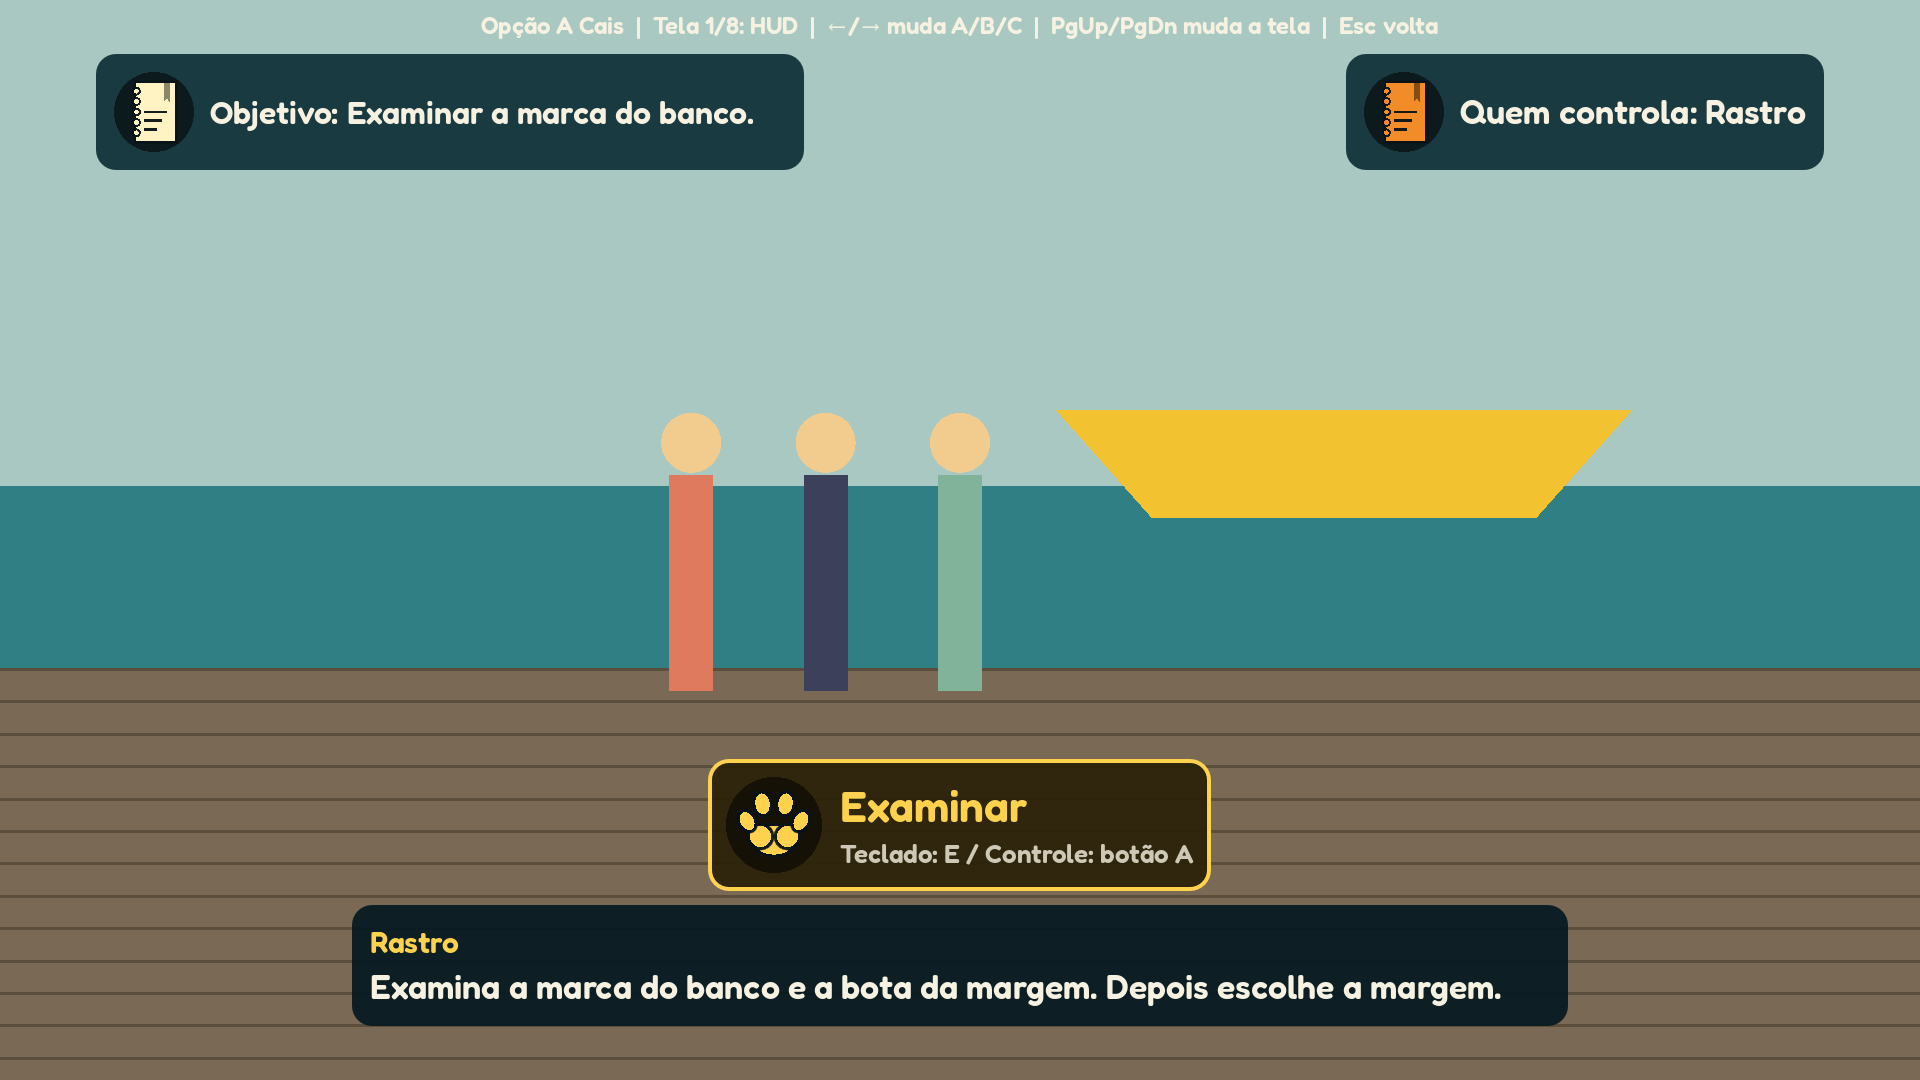 Opção A Cais | Tela 1/8: HUD | ←/→ muda A/B/C | PgUp/PgDn muda a tela | Esc volta
Objetivo: Examinar a marca do banco.
Quem controla: Rastro
Examinar
Teclado: E / Controle: botão A
Rastro
Examina a marca do banco e a bota da margem. Depois escolhe a margem.